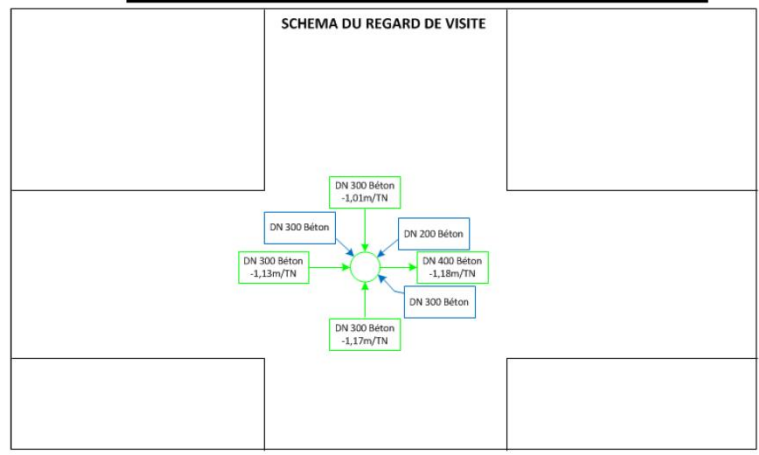 SCHEMA DU REGARD DE VISITE
DN 300 Béton
-1,01m/TN
DN 300 Béton
DN 200 Béton
DN 300 Béton
-1,13m/TN
DN 400 Béton
-1,18m/TN
DN 300 Béton
DN 300 Béton
-1,17m/TN